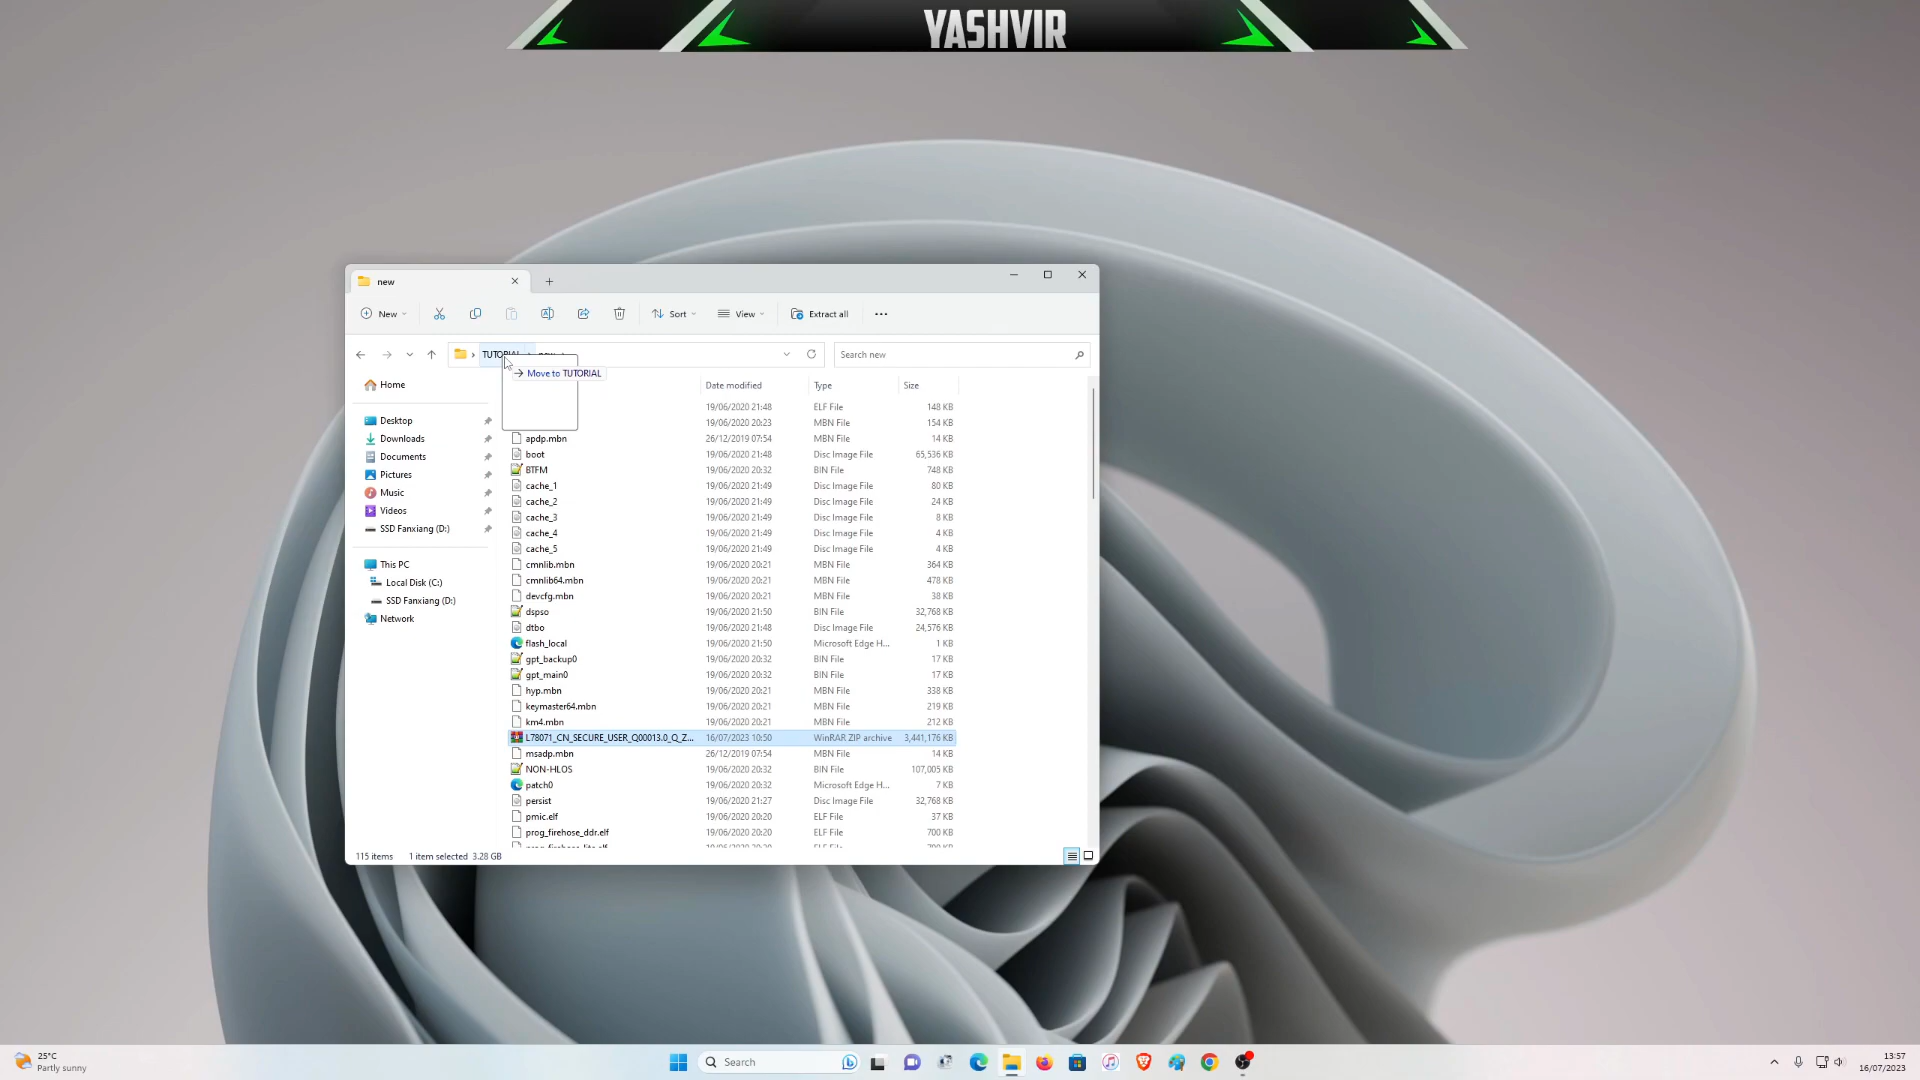 YASHVIR
new
New
Sort
View
Extract all
TUTORIAL
Search new
Move to TUTORIAL
Home
Date modified
Type
Size
19/06/2020 21:48 ELF File 148 KB
19/06/2020 20:23 MBN File 154 KB
Desktop
apdp.mbn 26/12/2019 07:54 MBN File 14 KB
Downloads
boot 19/06/2020 21:48 Disc Image File 65,536 KB
Documents
BTFM 19/06/2020 20:32 BIN File 748 KB
Pictures
cache_1 19/06/2020 21:49 Disc Image File 80 KB
Music
cache_2 19/06/2020 21:49 Disc Image File 24 KB
Videos
cache_3 19/06/2020 21:49 Disc Image File 8 KB
SSD Fanxiang (D:)
cache_4 19/06/2020 21:49 Disc Image File 4 KB
cache_5 19/06/2020 21:49 Disc Image File 4 KB
This PC
cmnlib.mbn 19/06/2020 20:21 MBN File 364 KB
Local Disk (C:)
cmnlib64.mbn 19/06/2020 20:21 MBN File 478 KB
SSD Fanxiang (D:)
devcfg.mbn 19/06/2020 20:21 MBN File 38 KB
Network
dspso 19/06/2020 21:50 BIN File 32,768 KB
dtbo 19/06/2020 21:48 Disc Image File 24,576 KB
flash_local 19/06/2020 21:50 Microsoft Edge H... 1 KB
gpt_backup0 19/06/2020 20:32 BIN File 17 KB
gpt_main0 19/06/2020 20:32 BIN File 17 KB
hyp.mbn 19/06/2020 20:21 MBN File 338 KB
keymaster64.mbn 19/06/2020 20:21 MBN File 219 KB
km4.mbn 19/06/2020 20:21 MBN File 212 KB
L78071_CN_SECURE_USER_Q00013.0_Q_Z... 16/07/2023 10:50 WinRAR ZIP archive 3,441,176 KB
msadp.mbn 26/12/2019 07:54 MBN File 14 KB
NON-HLOS 19/06/2020 20:32 BIN File 107,005 KB
patch0 19/06/2020 20:32 Microsoft Edge H... 7 KB
persist 19/06/2020 21:27 Disc Image File 32,768 KB
pmic.elf 19/06/2020 20:20 ELF File 37 KB
prog_firehose_ddr.elf 19/06/2020 20:20 ELF File 700 KB
115 items 1 item selected 3.28 GB
25°C
Partly sunny
Search
13:57
16/07/2023